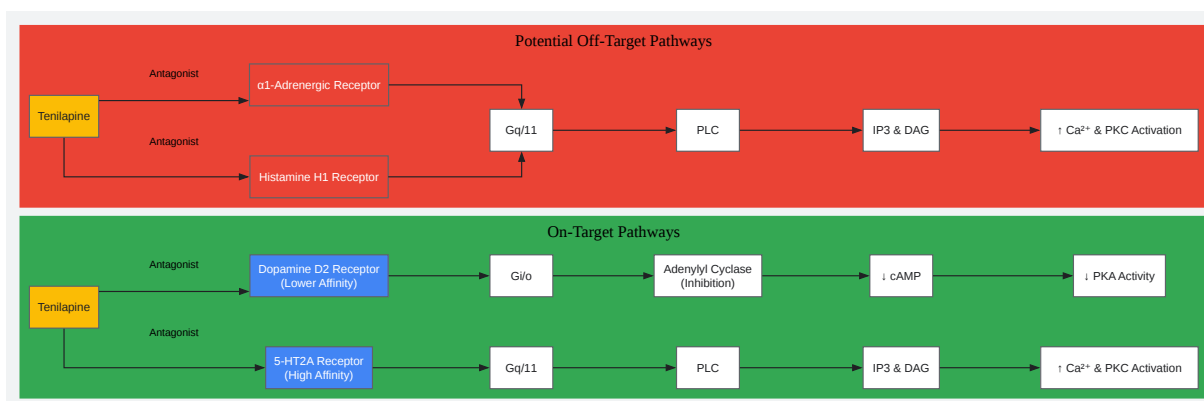 Potential Off-Target Pathways
Antagonist
α1-Adrenergic Receptor
Tenilapine
Gq/11
PLC
IP3 & DAG
↑ Ca²⁺ & PKC Activation
Antagonist
Histamine H1 Receptor
On-Target Pathways
Antagonist
Dopamine D2 Receptor
(Lower Affinity)
Gi/o
Adenylyl Cyclase
(Inhibition)
↓ cAMP
↓ PKA Activity
Tenilapine
Antagonist
5-HT2A Receptor
(High Affinity)
Gq/11
PLC
IP3 & DAG
↑ Ca²⁺ & PKC Activation